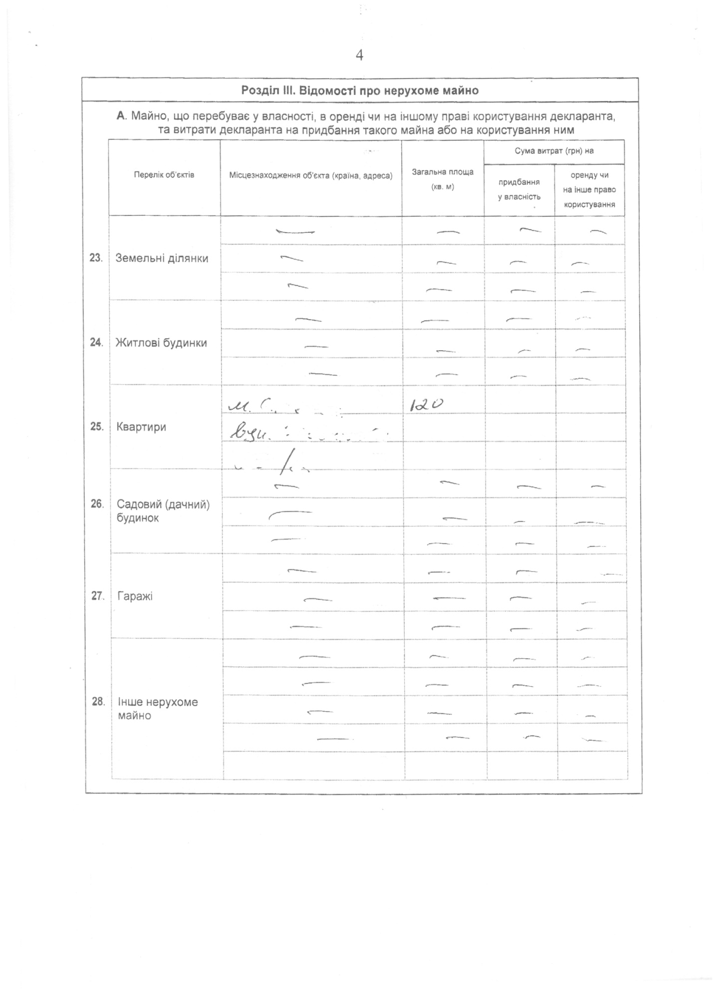 4
Розділ III. Відомості про нерухоме майно
А. Майно, що перебуває у власності, в оренді чи на іншому праві користування декларанта,
та витрати декларанта на придбання такого майна або на користування ним
Перелік об'єктів
Місцезнаходження об'єкта (країна, адреса)
Загальна площа
(кв. м)
Сума витрат (грн) на
придбання
у власність
оренду чи
на інше право
користування
23. Земельні ділянки
24. Житлові будинки
25. Квартири
м.
120
вул.
26. Садовий (дачний)
будинок
27. Гаражі
28. Інше нерухоме
майно